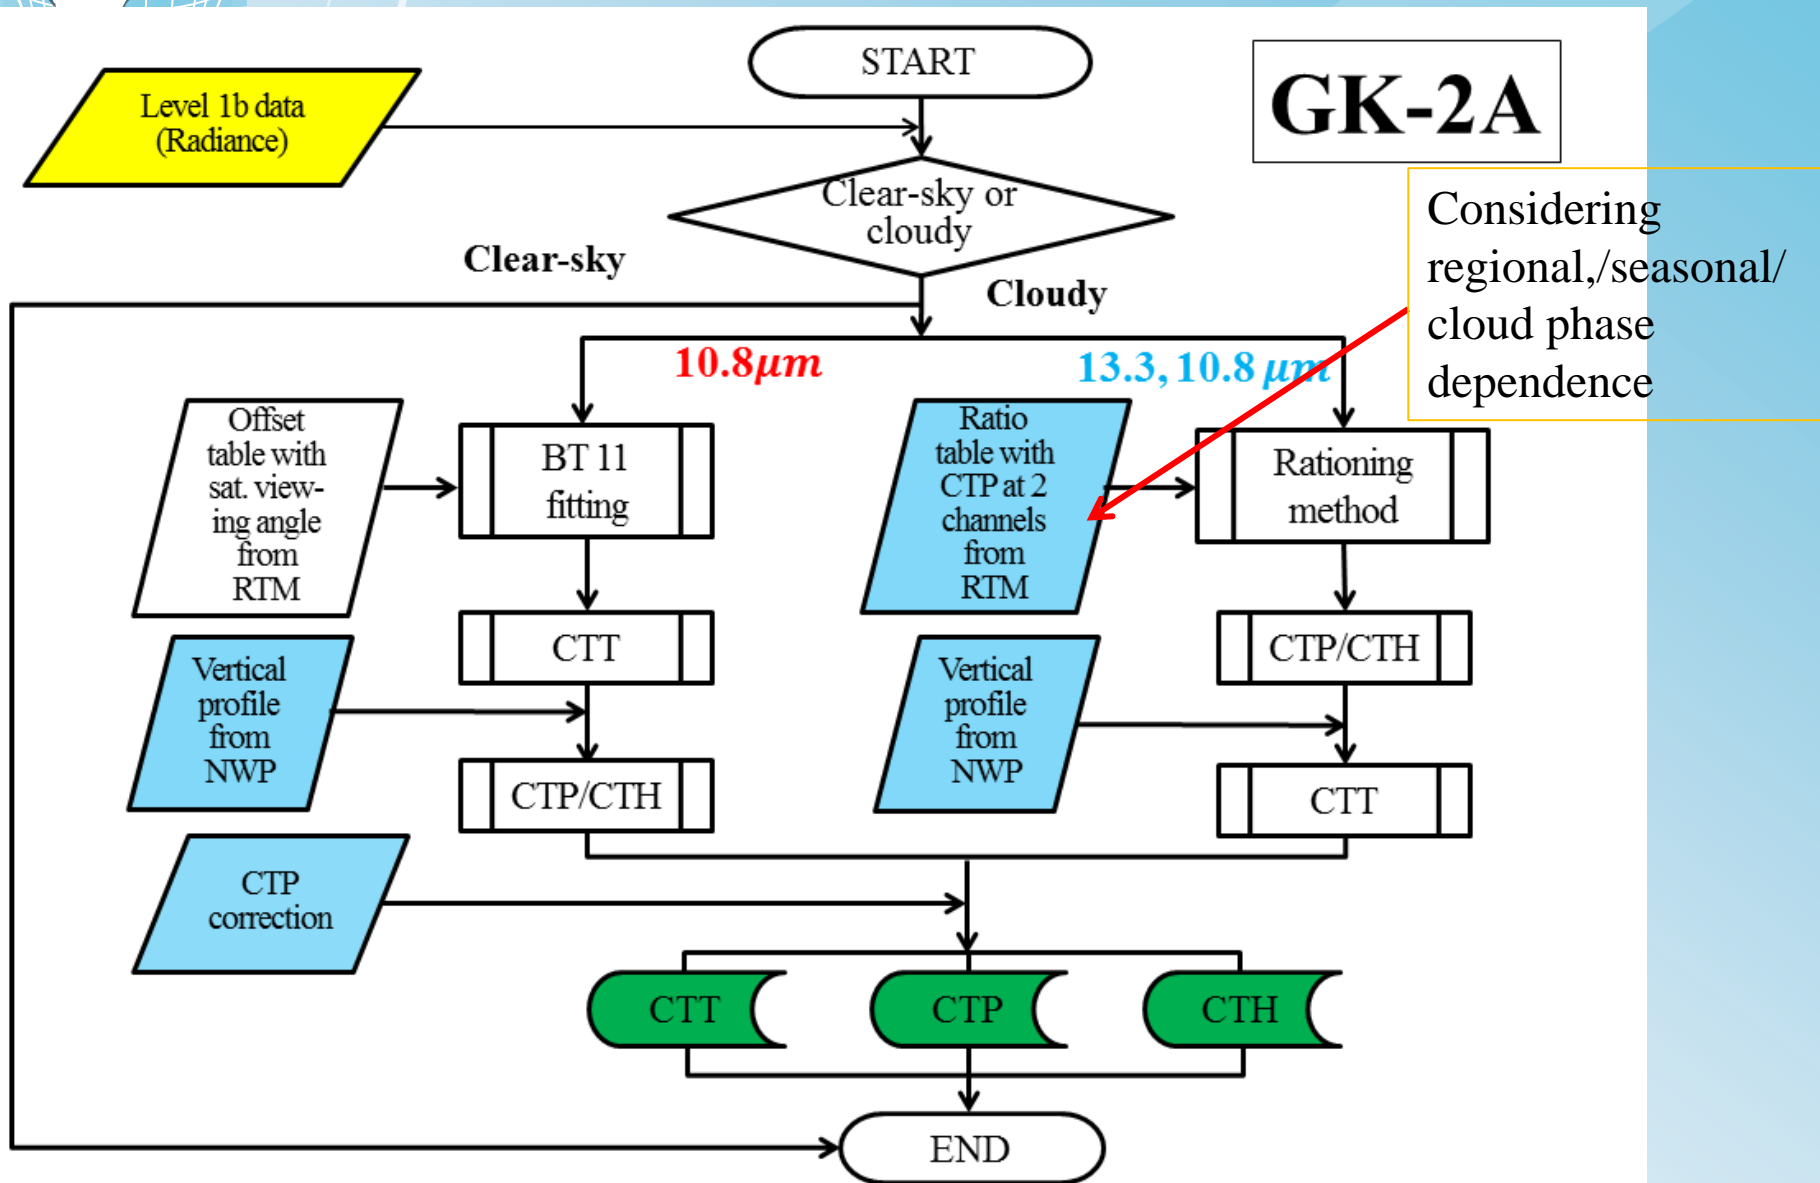 START
GK-2A
Level 1b data
(Radiance)
Clear-sky or
cloudy
Considering
regional,/seasonal/
cloud phase
dependence
Clear-sky
Cloudy
10.8μm
13.3, 10.8 μm
Offset
table with
sat. view-
ing angle
from
RTM
BT 11
fitting
Ratio
table with
CTP at 2
channels
from
RTM
Rationing
method
CTT
CTP/CTH
Vertical
profile
from
NWP
Vertical
profile
from
NWP
CTP/CTH
CTT
CTP
correction
CTT
CTP
CTH
END